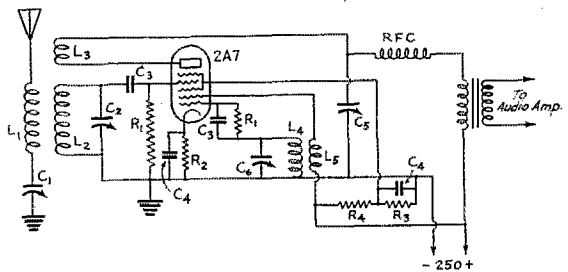 RFC
L3
C3
2A7
L1
L2
C2
R1
C3
R1
L4
C5
To
Audio Amp.
R2
C6
L5
C4
C1
C4
R4
R3
- 250 +